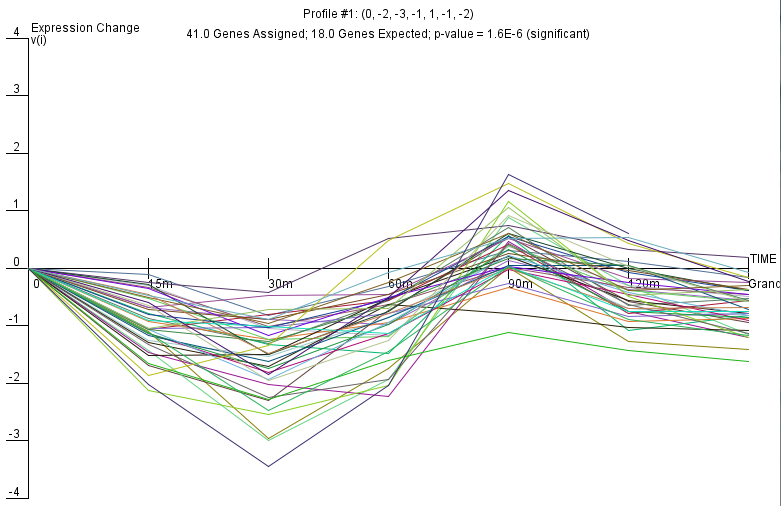 Profile #1: (0, -2, -3, -1, 1, -1, -2)
Expression Change
v(i)
41.0 Genes Assigned; 18.0 Genes Expected; p-value = 1.6E-6 (significant)
4
3
2
1
0
-1
-2
-3
-4
0 15m 30m 60m 90m 120m Grand
TIME